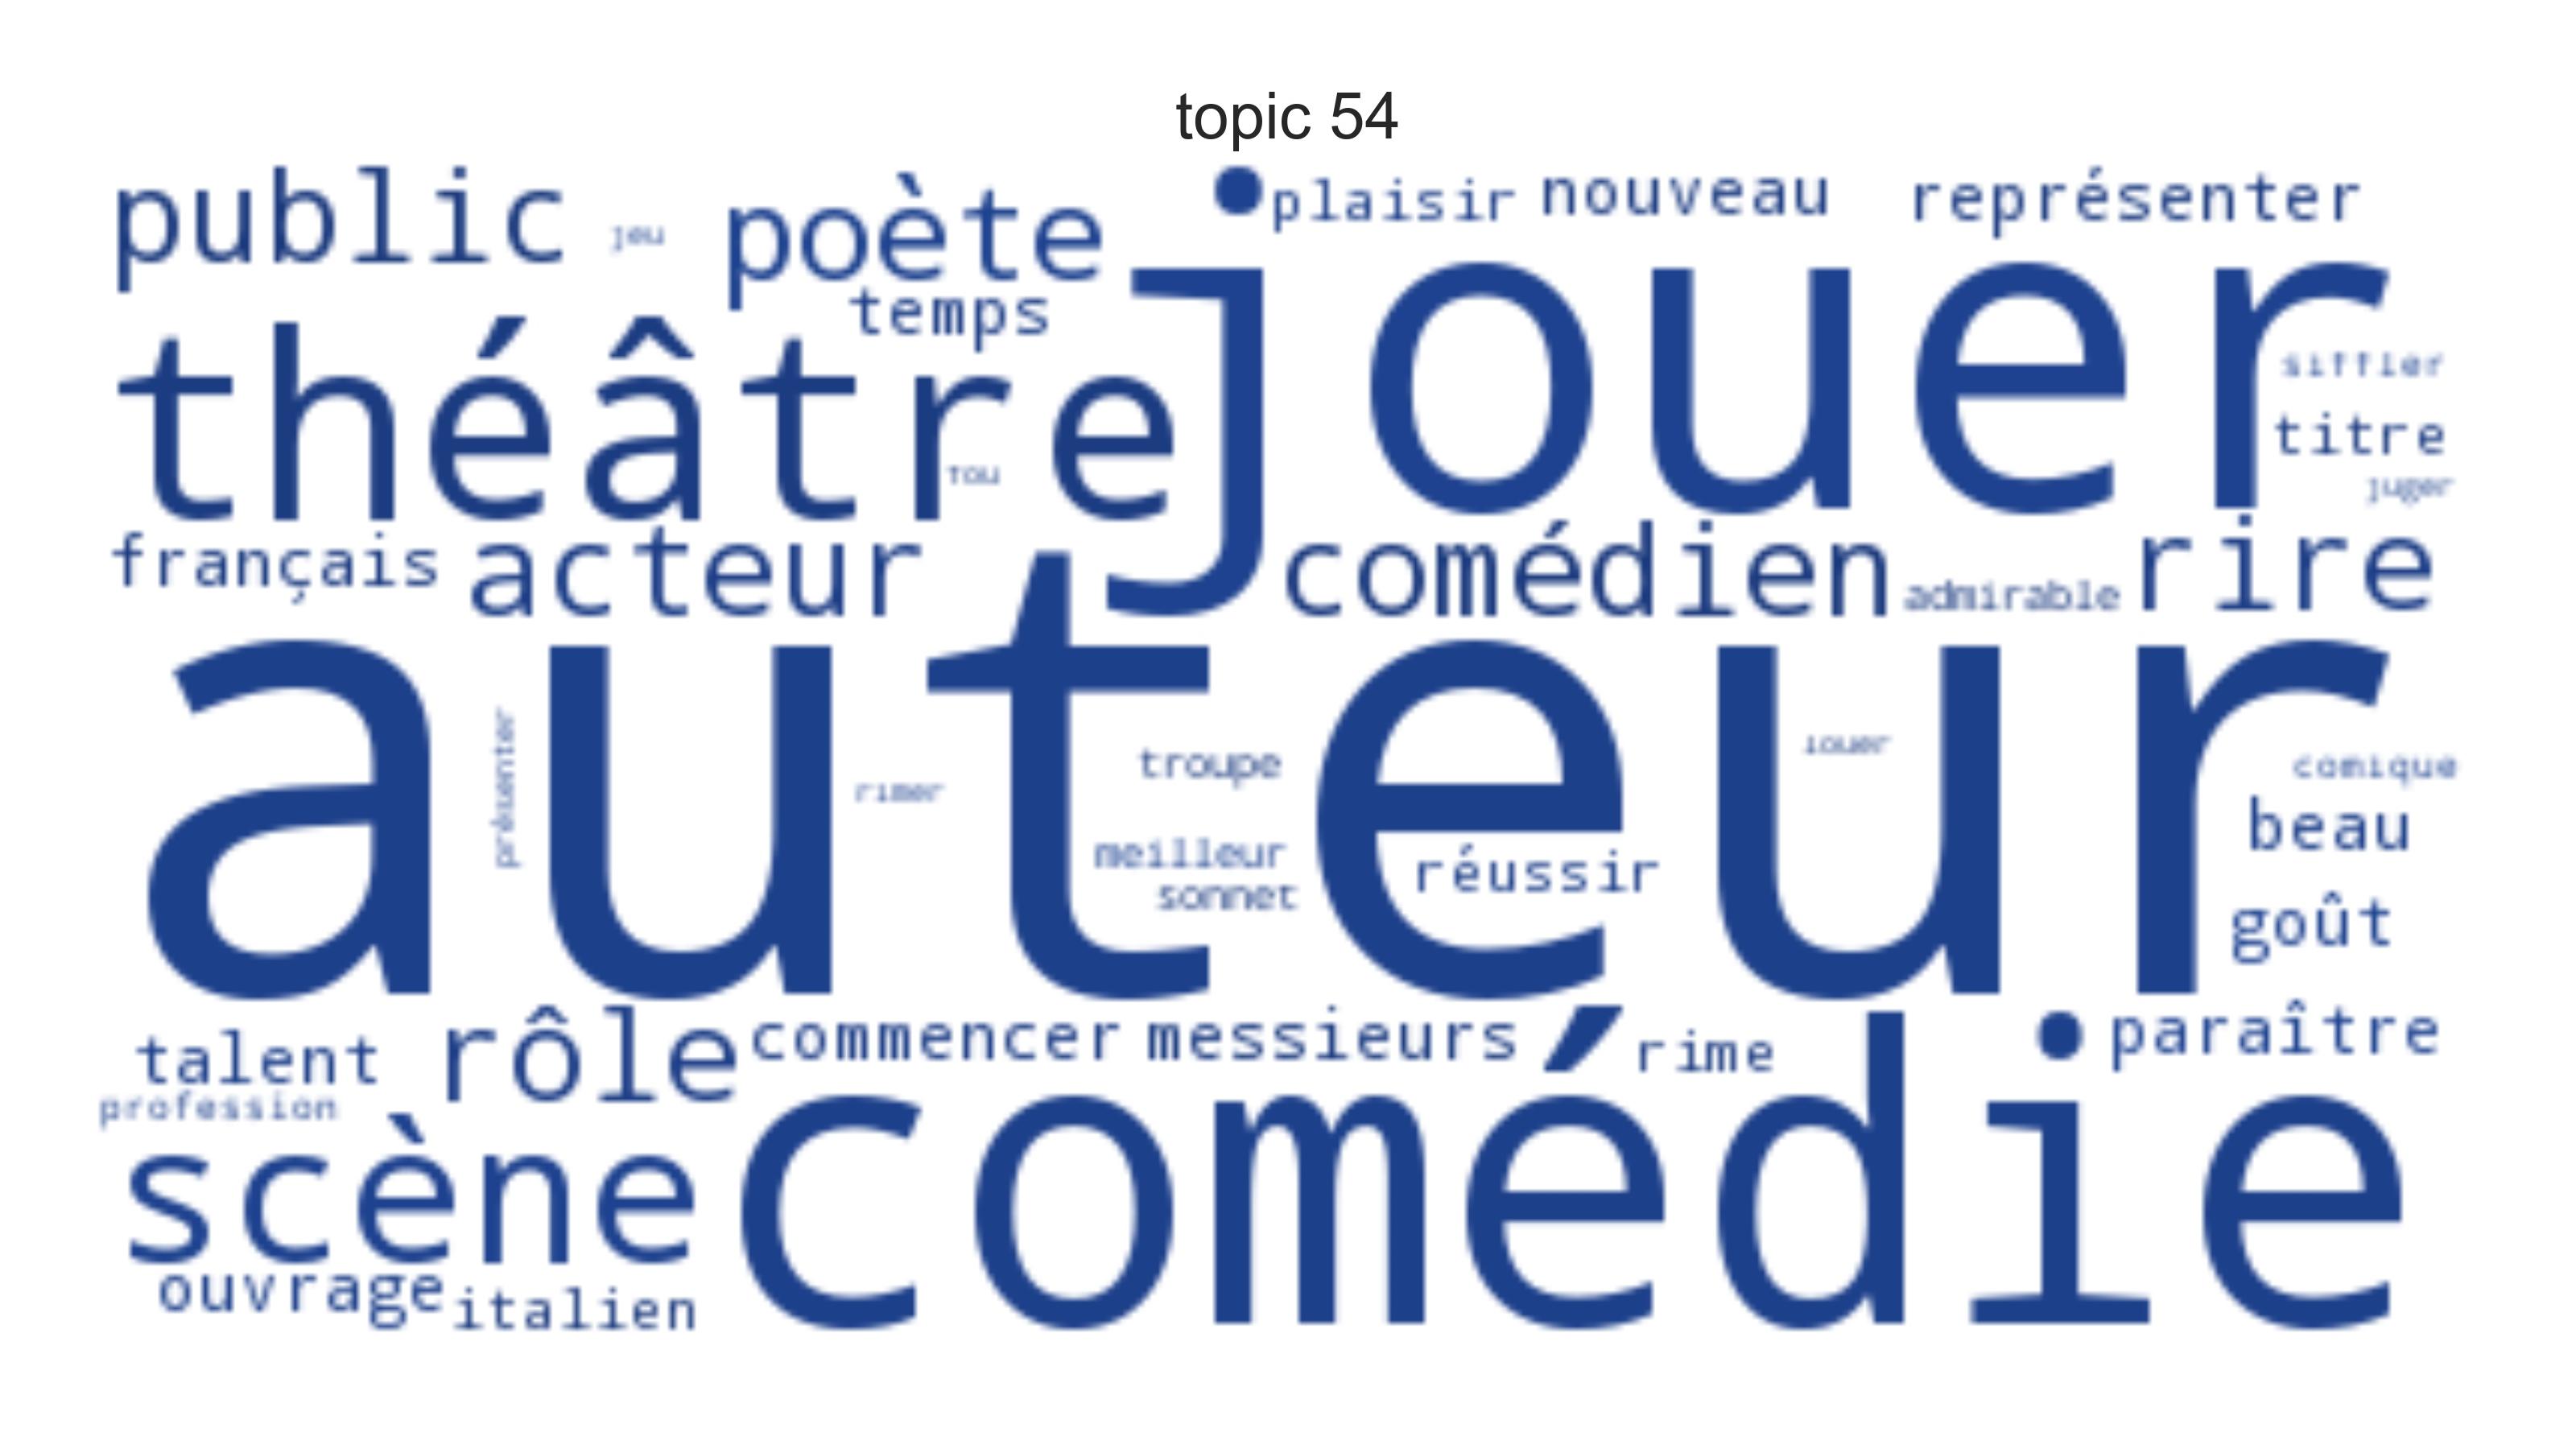 topic 54
public
jeu
poète
plaisir
nouveau
représenter
temps
théâtre
jouer
siffler
titre
juger
français
acteur
comédien
admirable
rire
auteur
présenter
rimer
troupe
meilleur
sonnet
réussir
louer
comique
beau
goût
talent
rôle
commencer
messieurs
rime
paraître
profession
scène
comédie
ouvrage
italien